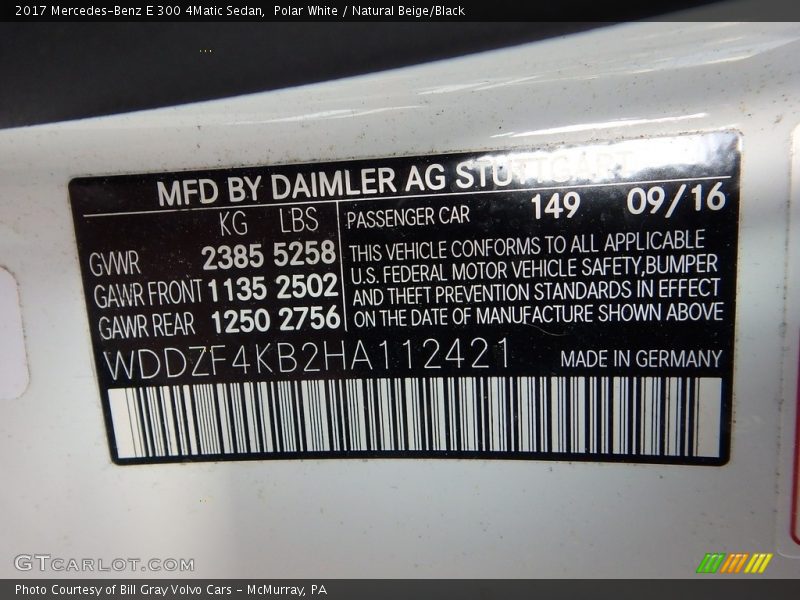 2017 Mercedes-Benz E 300 4Matic Sedan,  Polar White / Natural Beige/Black
MFD BY DAIMLER AG STUTTGART
KG LBS
GVWR 2385 5258
GAWR FRONT 1135 2502
GAWR REAR 1250 2756
PASSENGER CAR 149 09/16
THIS VEHICLE CONFORMS TO ALL APPLICABLE
U.S. FEDERAL MOTOR VEHICLE SAFETY,BUMPER
AND THEFT PREVENTION STANDARDS IN EFFECT
ON THE DATE OF MANUFACTURE SHOWN ABOVE
WDDZF4KB2HA112421 MADE IN GERMANY
GTCARLOT.COM
Photo Courtesy of Bill Gray Volvo Cars - McMurray, PA